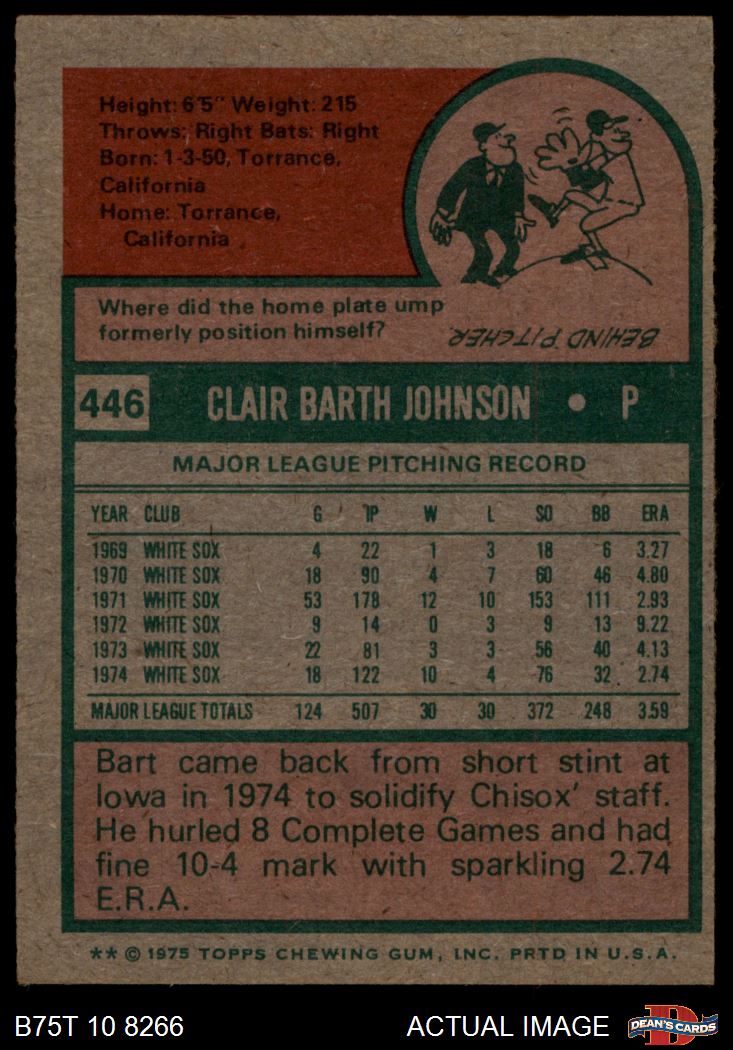 Height: 6'5" Weight: 215
Throws: Right Bats: Right
Born: 1-3-50, Torrance,
California
Home: Torrance,
California
Where did the home plate ump
formerly position himself?
BEHIND PITCHER
446 CLAIR BARTH JOHNSON • P
MAJOR LEAGUE PITCHING RECORD
YEAR CLUB G IP W L SO BB ERA
1969 WHITE SOX 4 22 1 3 18 6 3.27
1970 WHITE SOX 18 90 4 7 60 46 4.80
1971 WHITE SOX 53 178 12 10 153 111 2.93
1972 WHITE SOX 9 14 0 3 9 13 9.22
1973 WHITE SOX 22 81 3 3 56 40 4.13
1974 WHITE SOX 18 122 10 4 76 32 2.74
MAJOR LEAGUE TOTALS 124 507 30 30 372 248 3.59
Bart came back from short stint at
Iowa in 1974 to solidify Chisox' staff.
He hurled 8 Complete Games and had
fine 10-4 mark with sparkling 2.74
E.R.A.
** © 1975 TOPPS CHEWING GUM, INC. PRTD IN U.S.A.
B75T 10 8266 ACTUAL IMAGE DEAN'S CARDS